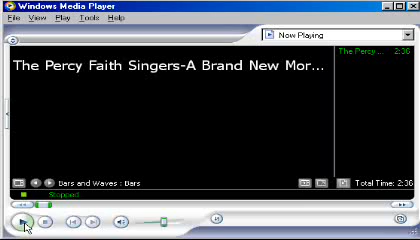 Windows Media Player
File View Play Tools Help
Now Playing
The Percy ... 2:36
The Percy Faith Singers-A Brand New Mor...
Bars and Waves : Bars
Total Time: 2:36
Stopped